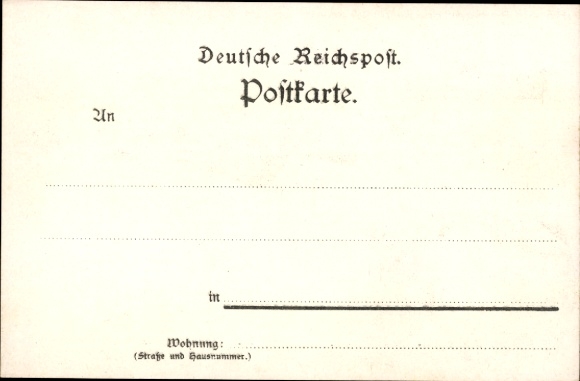 Deutſche Reichspoſt.
Poſtkarte.
An
in
Wohnung:
(Straße und Hausnummer.)